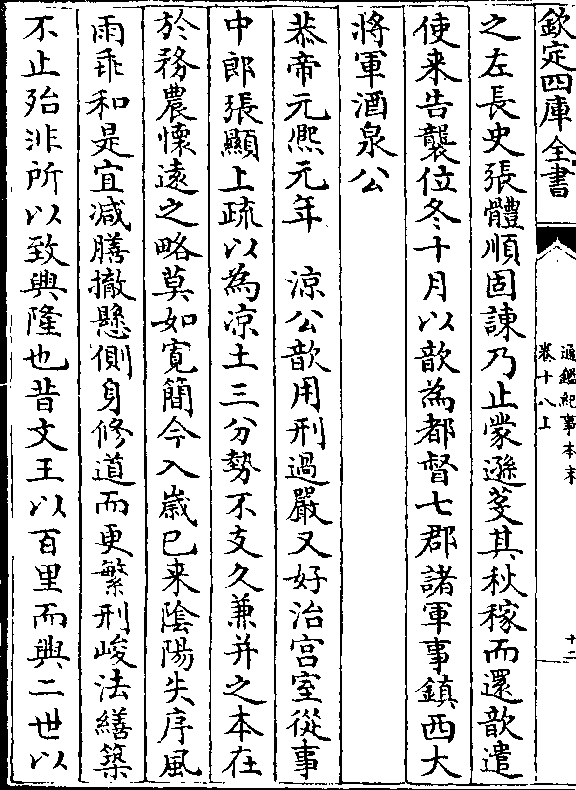 欽定四庫全書
通鑑紀事本末
卷十八上
十二
之左長史張體順固諫乃止蒙遜芟其秋稼而還歆遣
使来告襲位冬十月以歆為都督七郡諸軍事鎮西大
將軍酒泉公
恭帝元熈元年　涼公歆用刑過嚴又好治宫室從事
中郎張顯上疏以為凉土三分勢不支久兼并之本在
於務農懷遠之略莫如寛簡今入歲已来陰陽失序風
雨乖和是宜减膳撤懸側身修道而更繁刑峻法繕築
不止殆非所以致興隆也昔文王以百里而興二世以